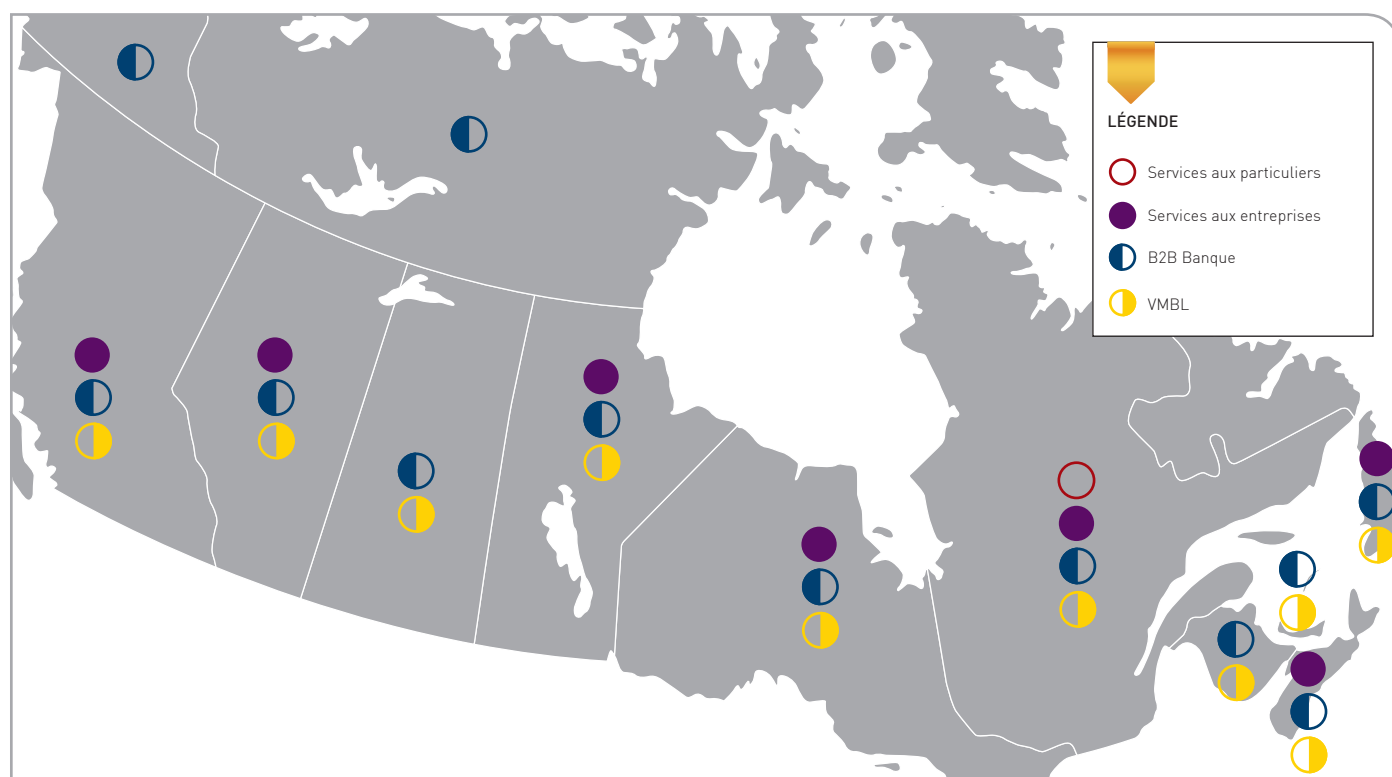 LÉGENDE
Services aux particuliers
Services aux entreprises
B2B Banque
VMBL